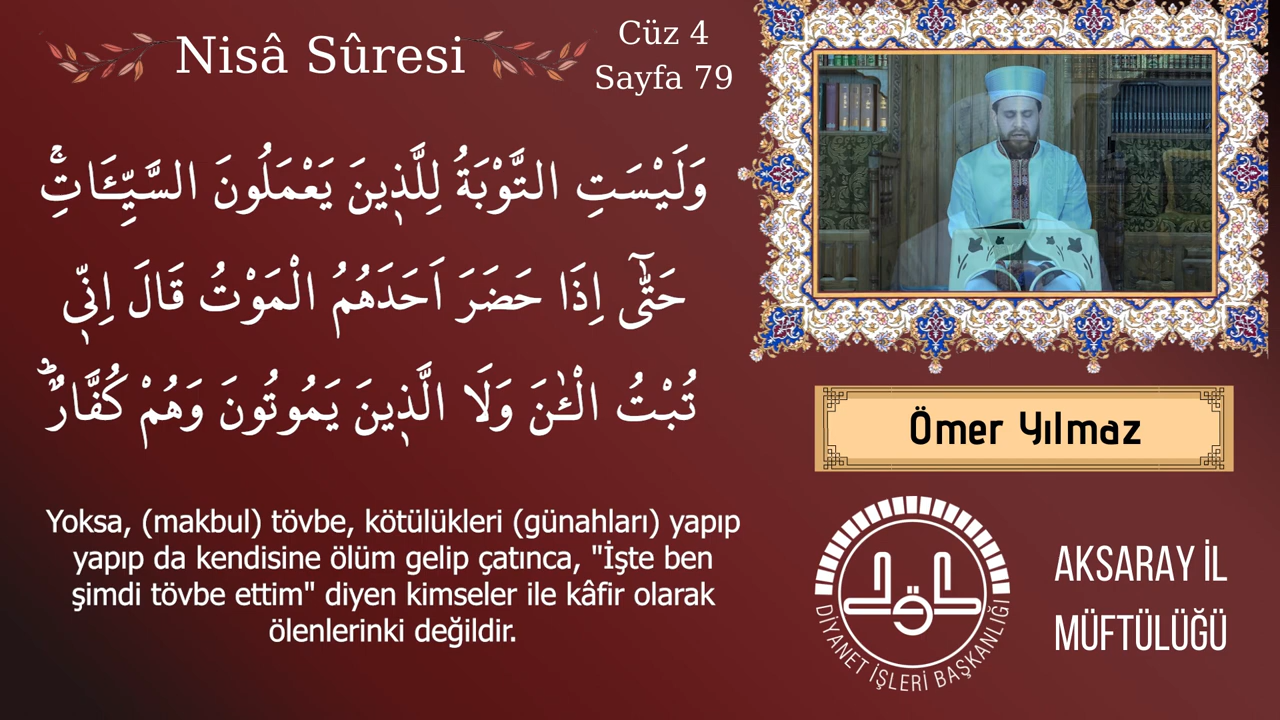 Nisâ Sûresi
Cüz 4
Sayfa 79
وَلَيْسَتِ التَّوْبَةُ لِلَّذ۪ينَ يَعْمَلُونَ السَّيِّـَٔاتِۚ
حَتّٰٓى اِذَا حَضَرَ اَحَدَهُمُ الْمَوْتُ قَالَ اِنّ۪ي
تُبْتُ الْـٰٔنَ وَلَا الَّذ۪ينَ يَمُوتُونَ وَهُمْ كُفَّارٌۜ
Yoksa, (makbul) tövbe, kötülükleri (günahları) yapıp
yapıp da kendisine ölüm gelip çatınca, "İşte ben
şimdi tövbe ettim" diyen kimseler ile kâfir olarak
ölenlerinki değildir.
Ömer Yılmaz
DİYANET İŞLERİ BAŞKANLIĞI
AKSARAY İL
MÜFTÜLÜĞÜ